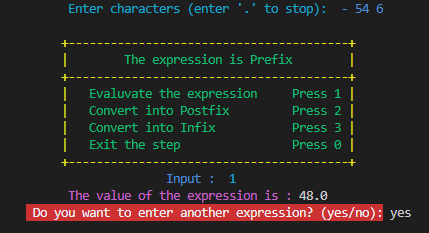 Enter characters (enter '.' to stop):  - 54 6
+----------------------------------+
|       The expression is Prefix       |
+----------------------------------+
|   Evaluvate the expression     Press 1 |
|   Convert into Postfix         Press 2 |
|   Convert into Infix           Press 3 |
|   Exit the step                Press 0 |
+----------------------------------+
Input :  1
The value of the expression is : 48.0
Do you want to enter another expression? (yes/no): yes